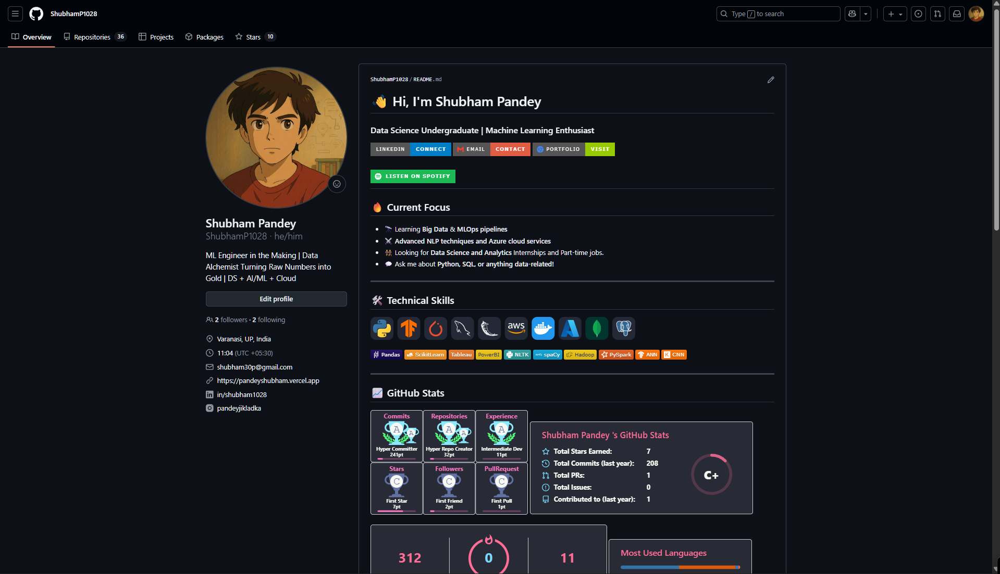 ShubhamP1028
Type / to search
Overview
Repositories 36
Projects
Packages
Stars 10
Shubham Pandey
ShubhamP1028 · he/him
ML Engineer in the Making | Data
Alchemist Turning Raw Numbers into
Gold | DS + AI/ML + Cloud
Edit profile
2 followers · 2 following
Varanasi, UP, India
11:04 (UTC +05:30)
shubham30p@gmail.com
https://pandeyshubham.vercel.app
in/shubham1028
pandeyjikladka
ShubhamP1028 / README.md
👋 Hi, I'm Shubham Pandey
Data Science Undergraduate | Machine Learning Enthusiast
LINKEDIN CONNECT EMAIL CONTACT PORTFOLIO VISIT
LISTEN ON SPOTIFY
🔥 Current Focus
• 🔭 Learning Big Data & MLOps pipelines
• ⚔️ Advanced NLP techniques and Azure cloud services
• 👯 Looking for Data Science and Analytics Internships and Part-time jobs.
• 💬 Ask me about Python, SQL, or anything data-related!
🛠️ Technical Skills
aws
Pandas ScikitLearn Tableau PowerBI NLTK spaCy Hadoop PySpark ANN CNN
📈 GitHub Stats
Commits
A A
Hyper Committer
241pt
Repositories
A A
Hyper Repo Creator
32pt
Experience
A
Intermediate Dev
11pt
Stars
C
First Star
7pt
Followers
C
First Friend
2pt
PullRequest
C
First Pull
1pt
Shubham Pandey 's GitHub Stats
Total Stars Earned: 7
Total Commits (last year): 208
Total PRs: 1
Total Issues: 0
Contributed to (last year): 1
C+
312
0
11
Most Used Languages